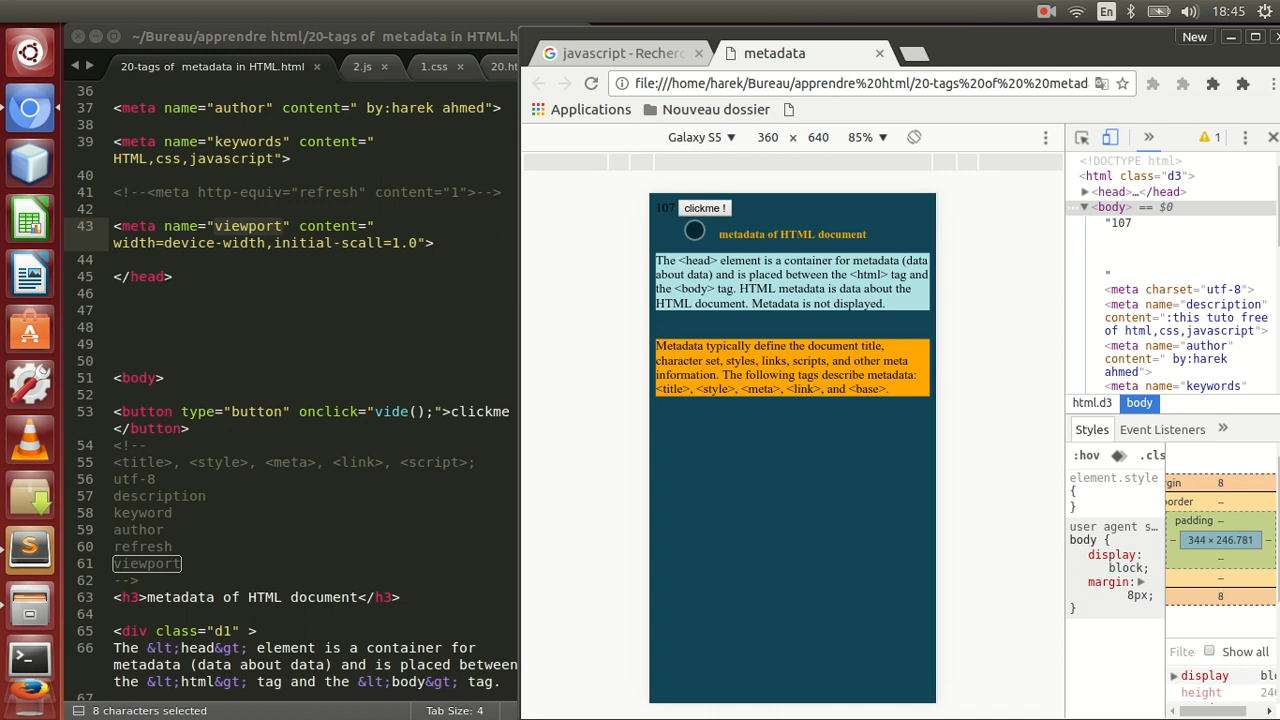 En
18:45
~/Bureau/apprendre html/20-tags of  metadata in HTML.h
20-tags of  metadata in HTML.html ×
2.js ×
1.css ×
20.ht
36
37 <meta name="author" content=" by:harek ahmed">
38
39 <meta name="keywords" content="
HTML,css,javascript">
40
41 <!--<meta http-equiv="refresh" content="1">-->
42
43 <meta name="viewport" content="
width=device-width,initial-scall=1.0">
44
45 </head>
46
47
48
49
50
51 <body>
52
53 <button type="button" onclick="vide();">clickme
</button>
54 <!--
55 <title>, <style>, <meta>, <link>, <script>;
56 utf-8
57 description
58 keyword
59 author
60 refresh
61 viewport
62 -->
63 <h3>metadata of HTML document</h3>
64
65 <div class="d1" >
66 The &lt;head&gt; element is a container for
metadata (data about data) and is placed between
the &lt;html&gt; tag and the &lt;body&gt; tag.
67
8 characters selected
Tab Size: 4
New
javascript - Recherc ×
metadata ×
file:///home/harek/Bureau/apprendre%20html/20-tags%20of%20%20metad
Applications
Nouveau dossier
Galaxy S5 ▼ 360 × 640 85% ▼
107 clickme !
metadata of HTML document
The <head> element is a container for metadata (data
about data) and is placed between the <html> tag and
the <body> tag. HTML metadata is data about the
HTML document. Metadata is not displayed.
Metadata typically define the document title,
character set, styles, links, scripts, and other meta
information. The following tags describe metadata:
<title>, <style>, <meta>, <link>, and <base>.
» 1
<!DOCTYPE html>
<html class="d3">
▶<head>…</head>
▼<body> == $0
"107
"
<meta charset="utf-8">
<meta name="description"
content=":this tuto free
of html,css,javascript">
<meta name="author"
content=" by:harek
ahmed">
<meta name="keywords"
html.d3 body
Styles Event Listeners »
:hov .cls
element.style
{
}
user agent s…
body {
display:
block;
margin:▶
8px;
}
rgin 8
border –
padding –
– 344 × 246.781 –
–
–
8
Filte Show all
▶display blo
height 246